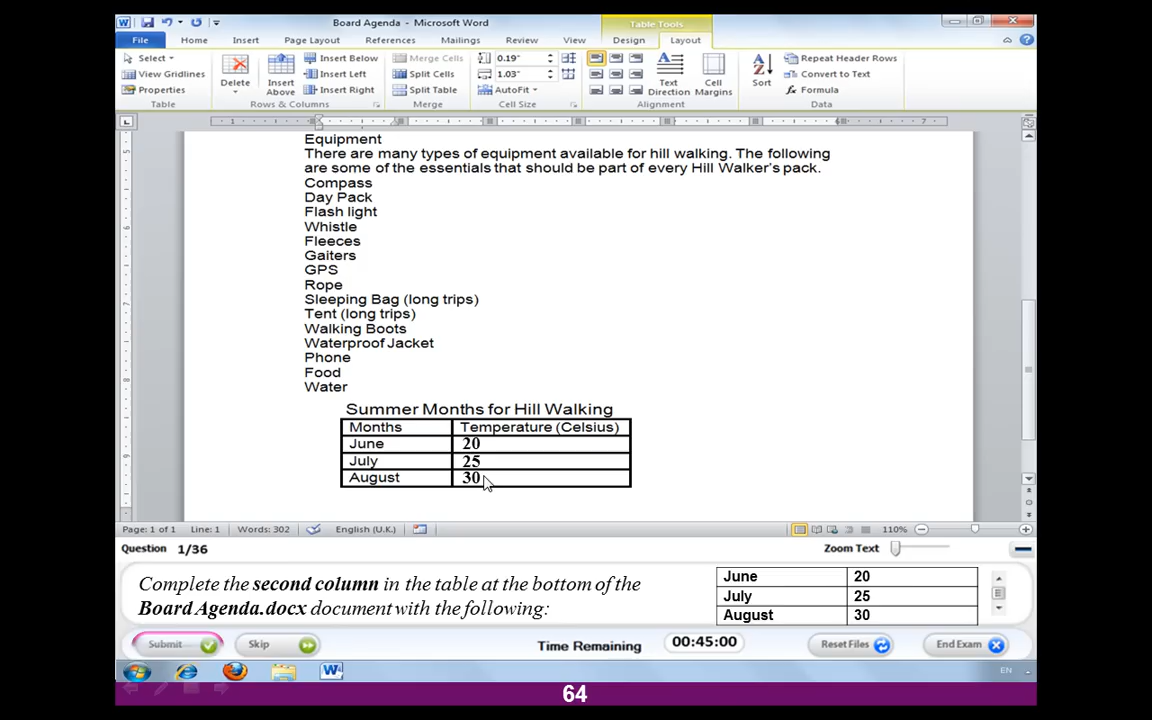 Board Agenda - Microsoft Word
Table Tools
File Home Insert Page Layout References Mailings Review View Design Layout
Select
View Gridlines
Properties
Table
Delete
Insert Above
Insert Below
Insert Left
Insert Right
Rows & Columns
Merge Cells
Split Cells
Split Table
Merge
0.19"
1.03"
AutoFit
Cell Size
Text Direction
Cell Margins
Alignment
Sort
Repeat Header Rows
Convert to Text
Formula
Data
Equipment
There are many types of equipment available for hill walking. The following
are some of the essentials that should be part of every Hill Walker's pack.
Compass
Day Pack
Flash light
Whistle
Fleeces
Gaiters
GPS
Rope
Sleeping Bag (long trips)
Tent (long trips)
Walking Boots
Waterproof Jacket
Phone
Food
Water
Summer Months for Hill Walking
Months Temperature (Celsius)
June 20
July 25
August 30
Page: 1 of 1 Line: 1 Words: 302 English (U.K.) 110%
Question 1/36 Zoom Text
Complete the second column in the table at the bottom of the
Board Agenda.docx document with the following:
June 20
July 25
August 30
Submit Skip Time Remaining 00:45:00 Reset Files End Exam
EN
64